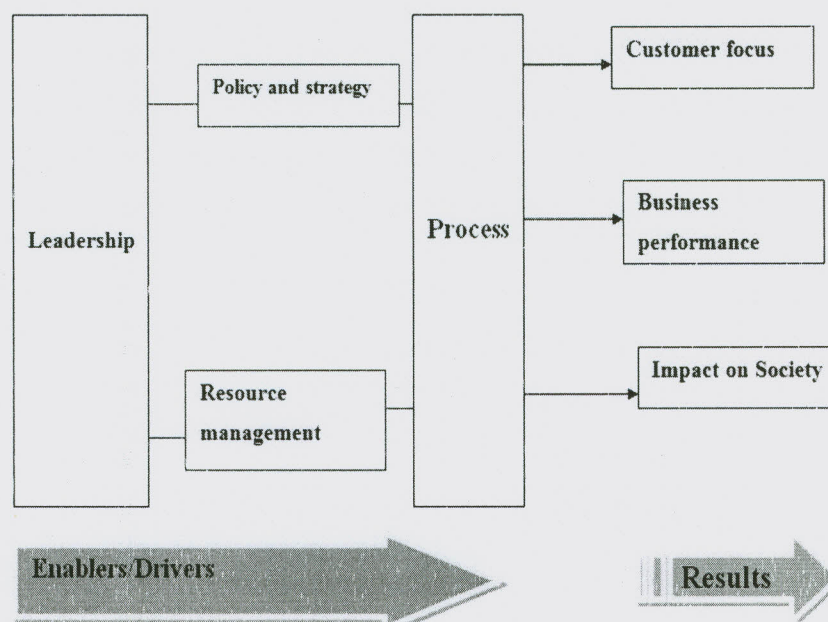 Leadership
Policy and strategy
Resource
management
Process
Customer focus
Business
performance
Impact on Society
Enablers/Drivers
Results